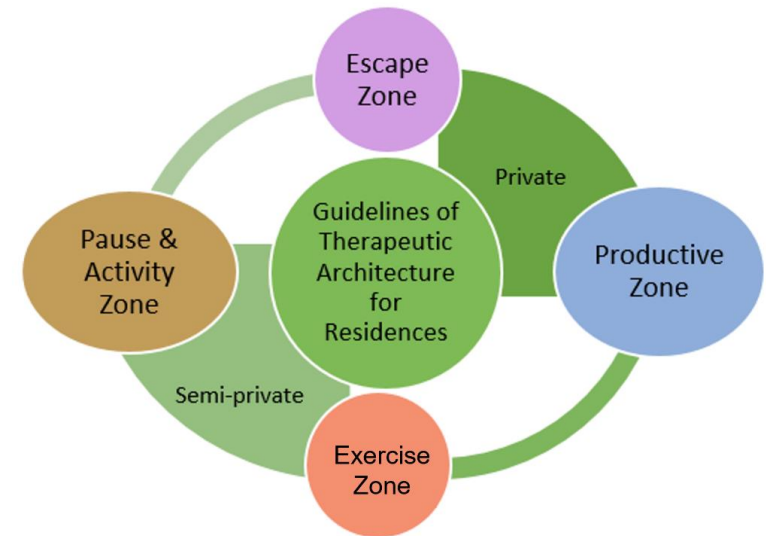 Escape
Zone
Private
Guidelines of
Therapeutic
Architecture
for
Residences
Pause &
Activity
Zone
Productive
Zone
Semi-private
Exercise
Zone